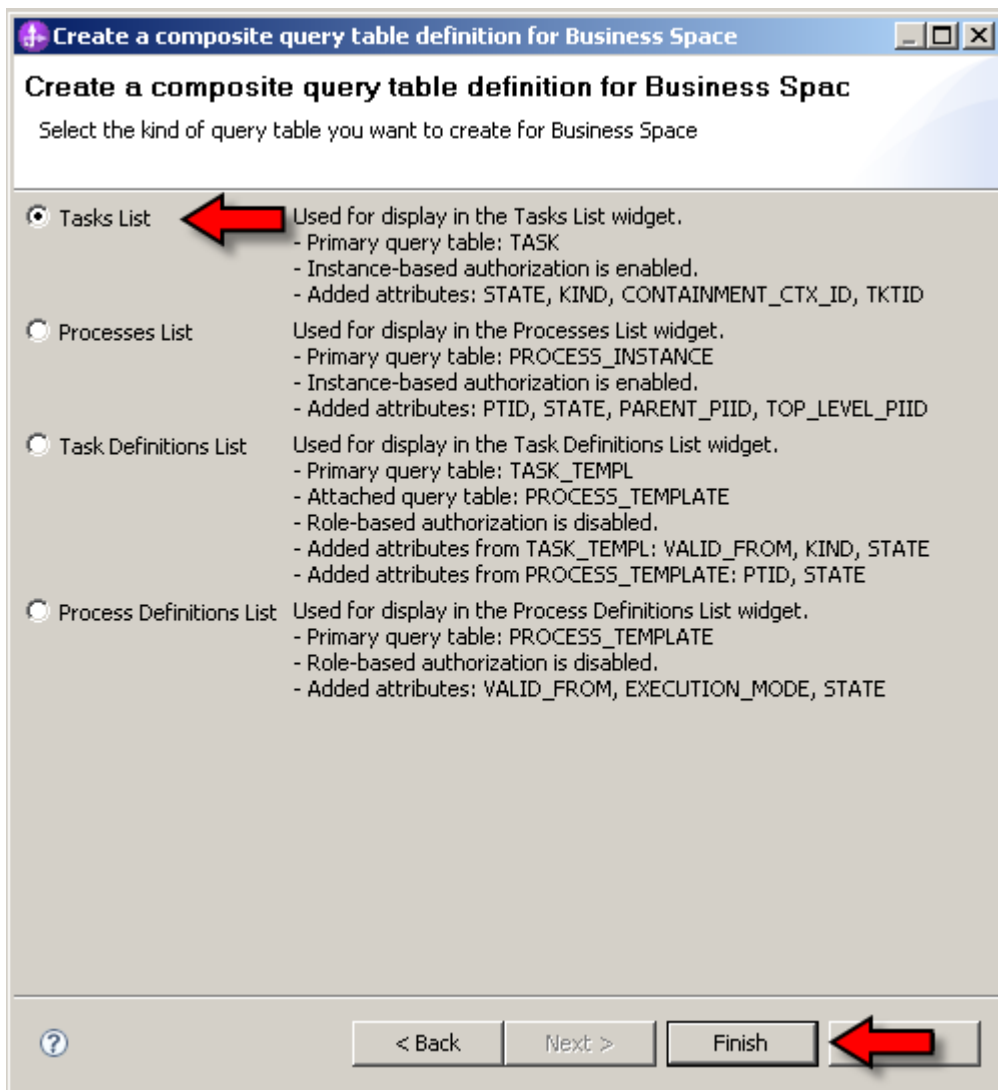 Create a composite query table definition for Business Space
Create a composite query table definition for Business Spac
Select the kind of query table you want to create for Business Space
Tasks List
Used for display in the Tasks List widget.
- Primary query table: TASK
- Instance-based authorization is enabled.
- Added attributes: STATE, KIND, CONTAINMENT_CTX_ID, TKTID
Processes List
Used for display in the Processes List widget.
- Primary query table: PROCESS_INSTANCE
- Instance-based authorization is enabled.
- Added attributes: PTID, STATE, PARENT_PIID, TOP_LEVEL_PIID
Task Definitions List
Used for display in the Task Definitions List widget.
- Primary query table: TASK_TEMPL
- Attached query table: PROCESS_TEMPLATE
- Role-based authorization is disabled.
- Added attributes from TASK_TEMPL: VALID_FROM, KIND, STATE
- Added attributes from PROCESS_TEMPLATE: PTID, STATE
Process Definitions List
Used for display in the Process Definitions List widget.
- Primary query table: PROCESS_TEMPLATE
- Role-based authorization is disabled.
- Added attributes: VALID_FROM, EXECUTION_MODE, STATE
?
< Back
Next >
Finish